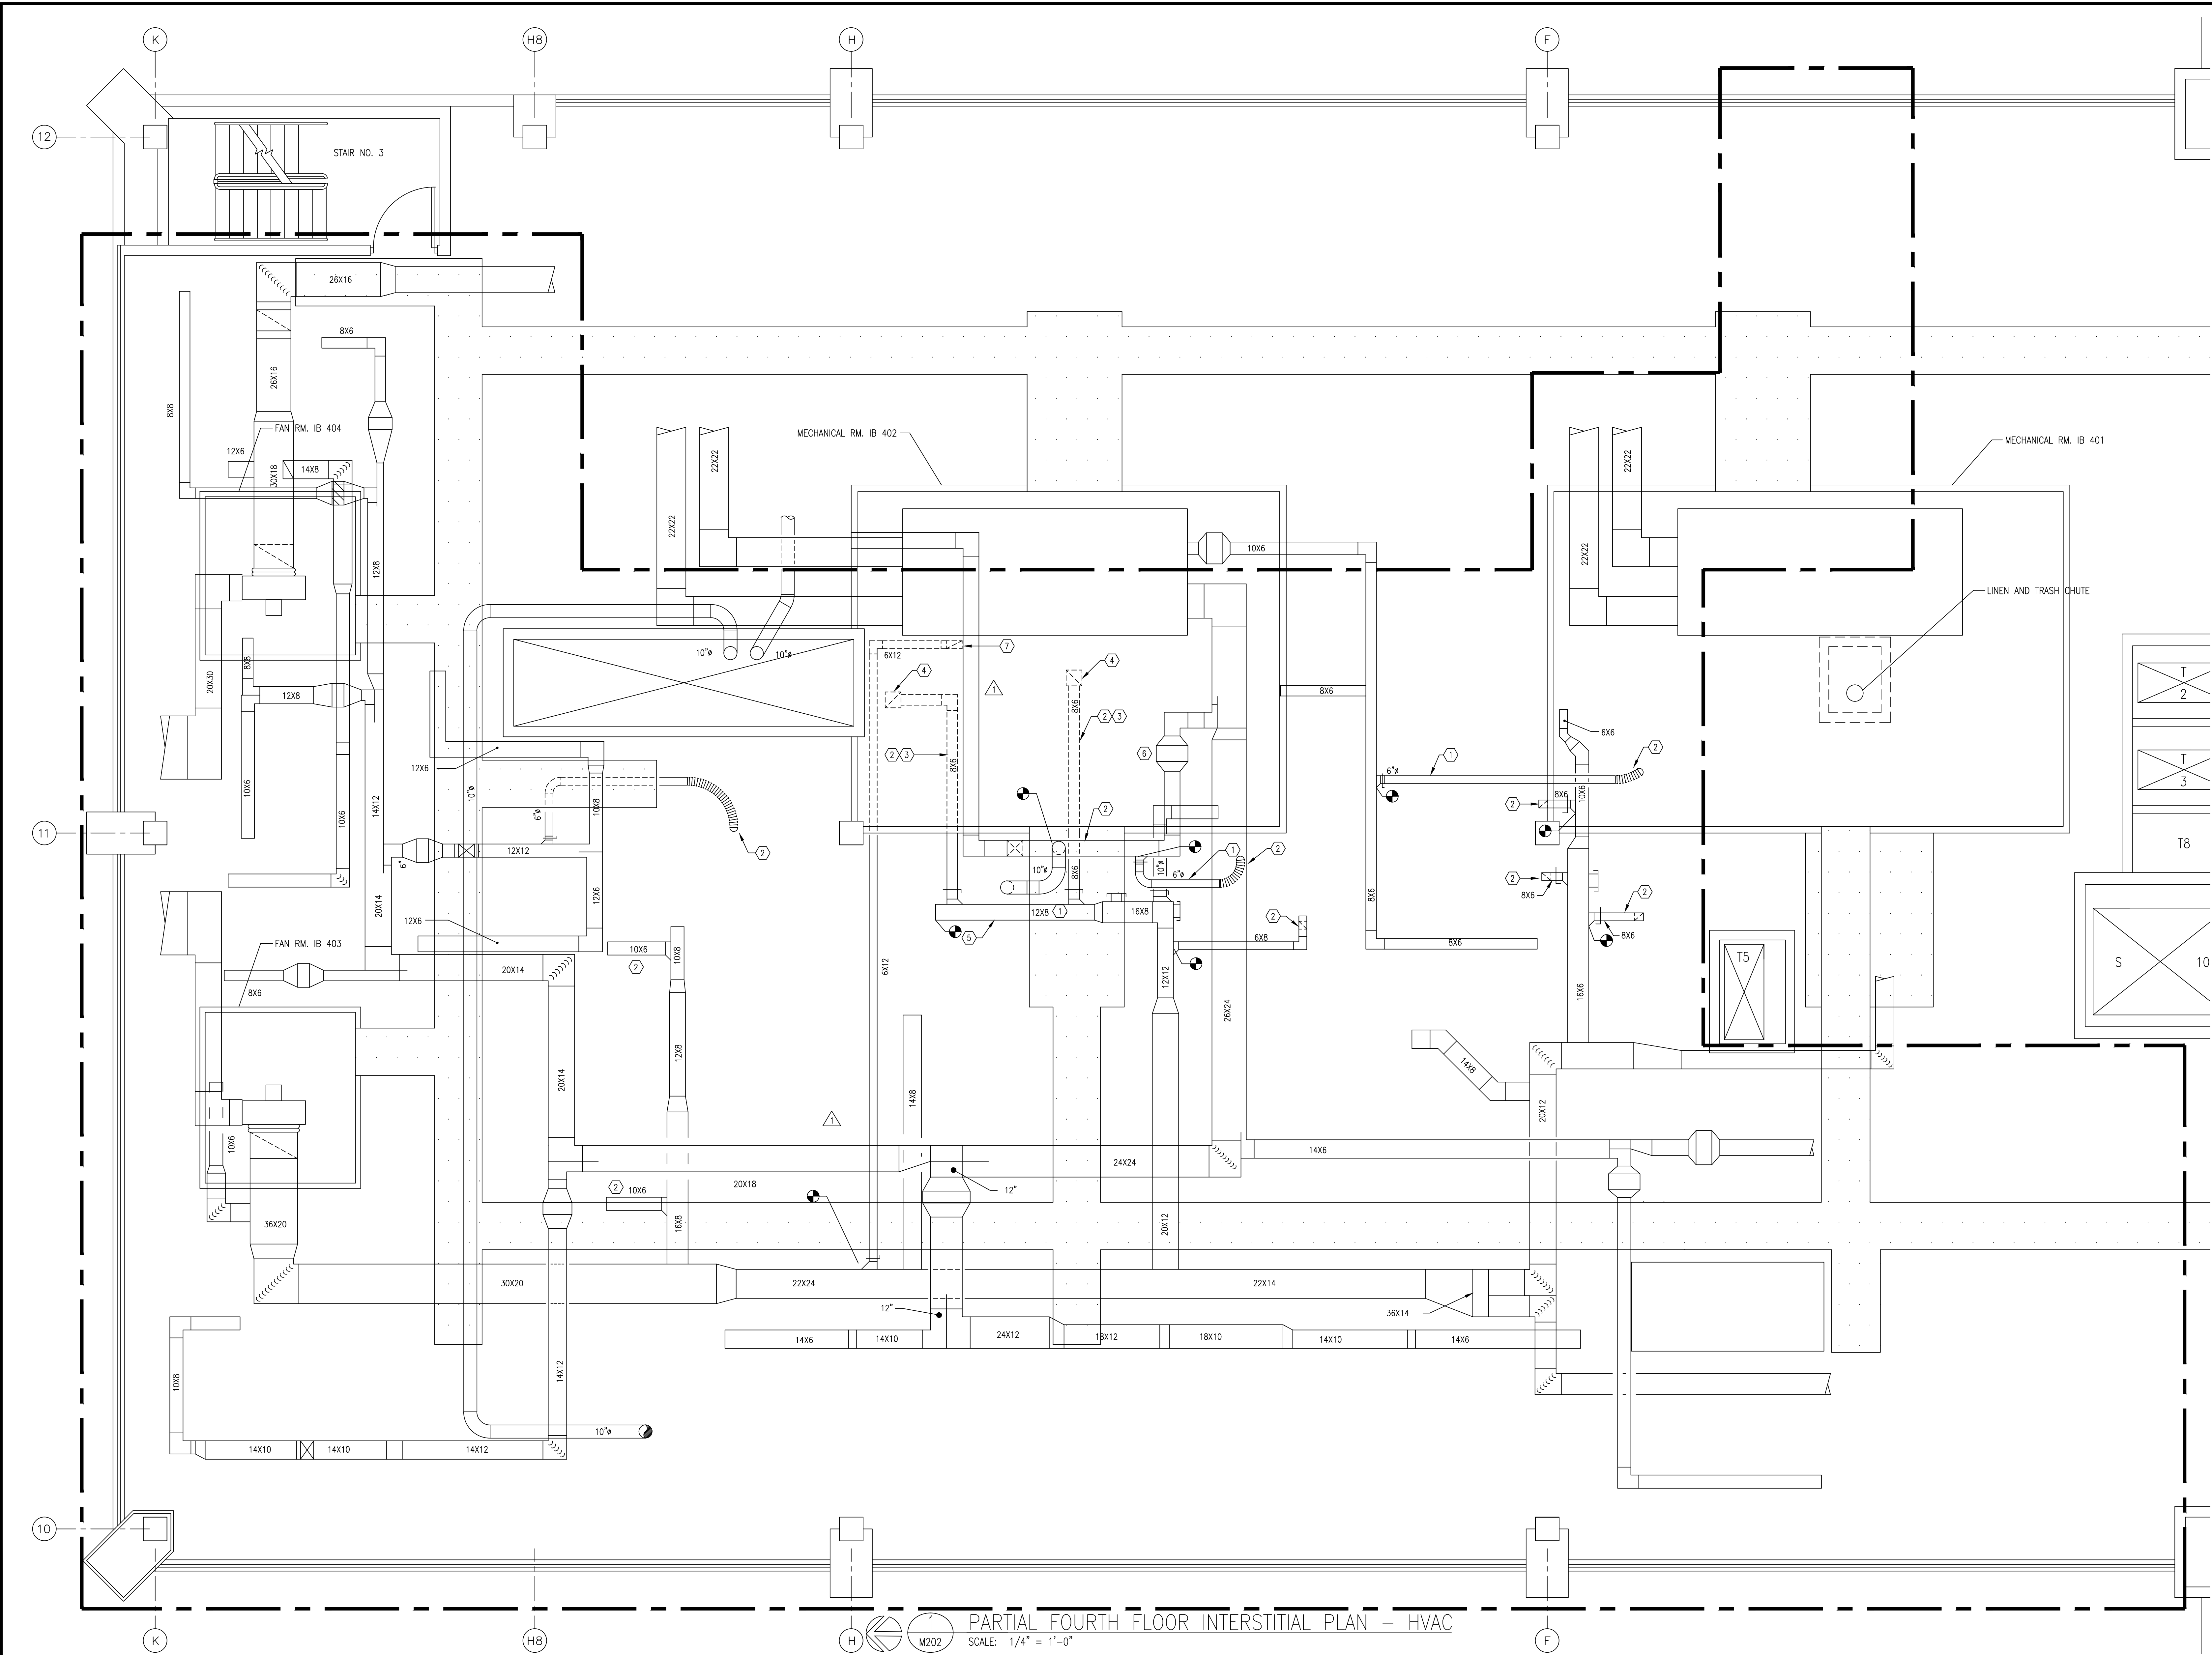 K
H8
H
F
12
STAIR NO. 3
26X16
8X6
26X16
8X8
FAN RM. IB 404
12X6
30X18
14X8
12X8
MECHANICAL RM. IB 402
22X22
22X22
10X6
MECHANICAL RM. IB 401
22X22
22X22
LINEN AND TRASH CHUTE
10"ø
10"ø
6X12
7
4
4
1
8X6
8X6
2
3
2
3
8X6
8X8
20X30
12X8
10X6
10X6
14X12
12X6
10"ø
6"ø
10X8
8X6
6
6"ø
1
2
6X6
10X6
8X6
2
T
2
T
3
T8
11
6"
12X12
2
2
10"ø
8X6
10"ø
6"ø
1
2
2
8X6
2
8X6
20X14
12X6
12X6
12X8
1
16X8
5
2
6X8
8X6
8X6
FAN RM. IB 403
8X6
20X14
10X6
2
10X8
6X12
12X12
26X24
16X6
T5
S
10
20X14
12X8
14X8
14X8
20X12
1
10X6
36X20
2
10X6
20X18
16X8
24X24
12"
14X6
20X12
30X20
22X24
22X14
12"
36X14
14X6
14X10
24X12
18X12
18X10
14X10
14X6
10X8
14X12
14X10
14X10
14X12
10"ø
10
K
H8
H
F
1
M202
PARTIAL FOURTH FLOOR INTERSTITIAL PLAN - HVAC
SCALE: 1/4" = 1'-0"